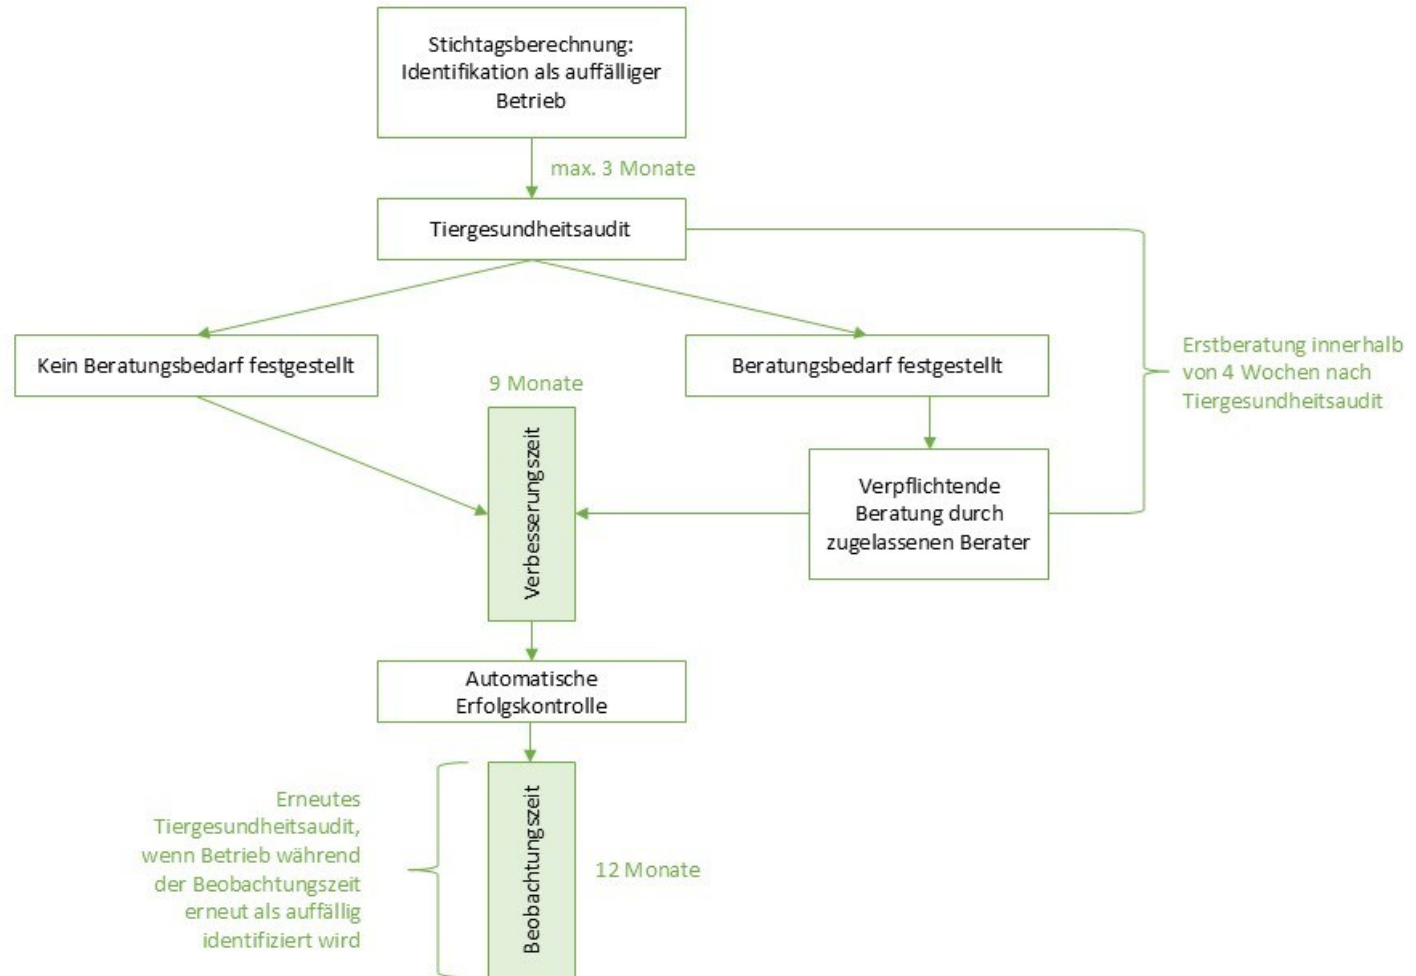 Stichtagsberechnung:
Identifikation als auffälliger
Betrieb
max. 3 Monate
Tiergesundheitsaudit
Kein Beratungsbedarf festgestellt
Beratungsbedarf festgestellt
Erstberatung innerhalb
von 4 Wochen nach
Tiergesundheitsaudit
9 Monate
Verbesserungszeit
Verpflichtende
Beratung durch
zugelassenen Berater
Automatische
Erfolgskontrolle
Erneutes
Tiergesundheitsaudit,
wenn Betrieb während
der Beobachtungszeit
erneut als auffällig
identifiziert wird
Beobachtungszeit
12 Monate